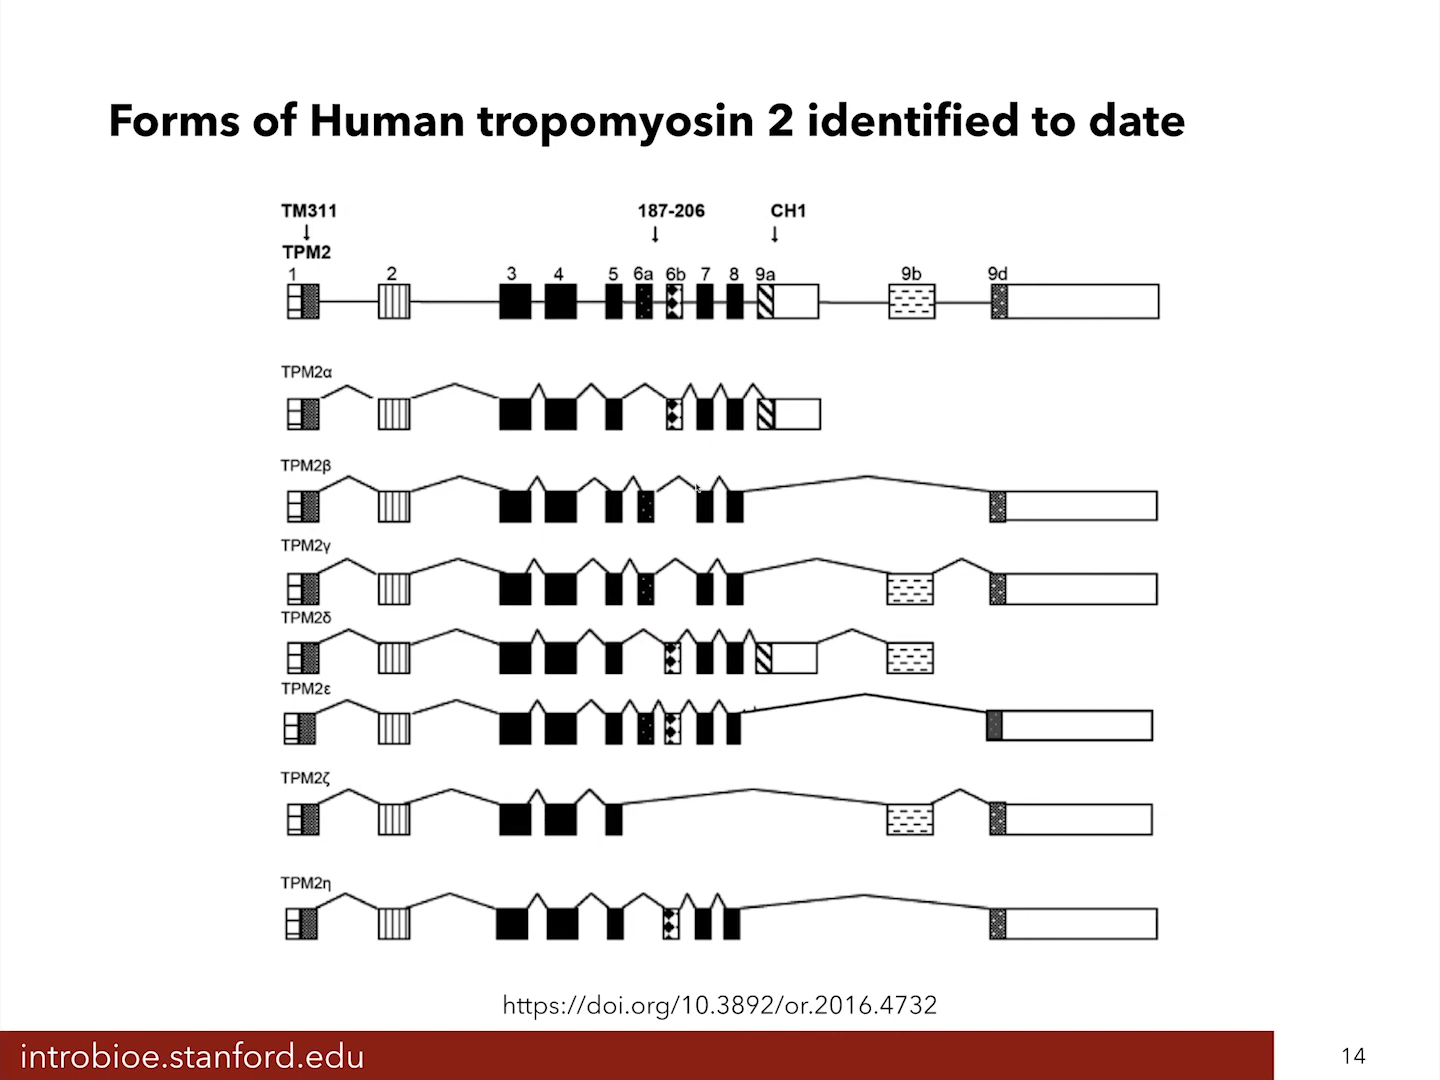 Forms of Human tropomyosin 2 identified to date
TM311 187-206 CH1
TPM2
1 2 3 4 5 6a 6b 7 8 9a 9b 9d
TPM2α
TPM2β
TPM2γ
TPM2δ
TPM2ε
TPM2ζ
TPM2η
https://doi.org/10.3892/or.2016.4732
introbioe.stanford.edu 14